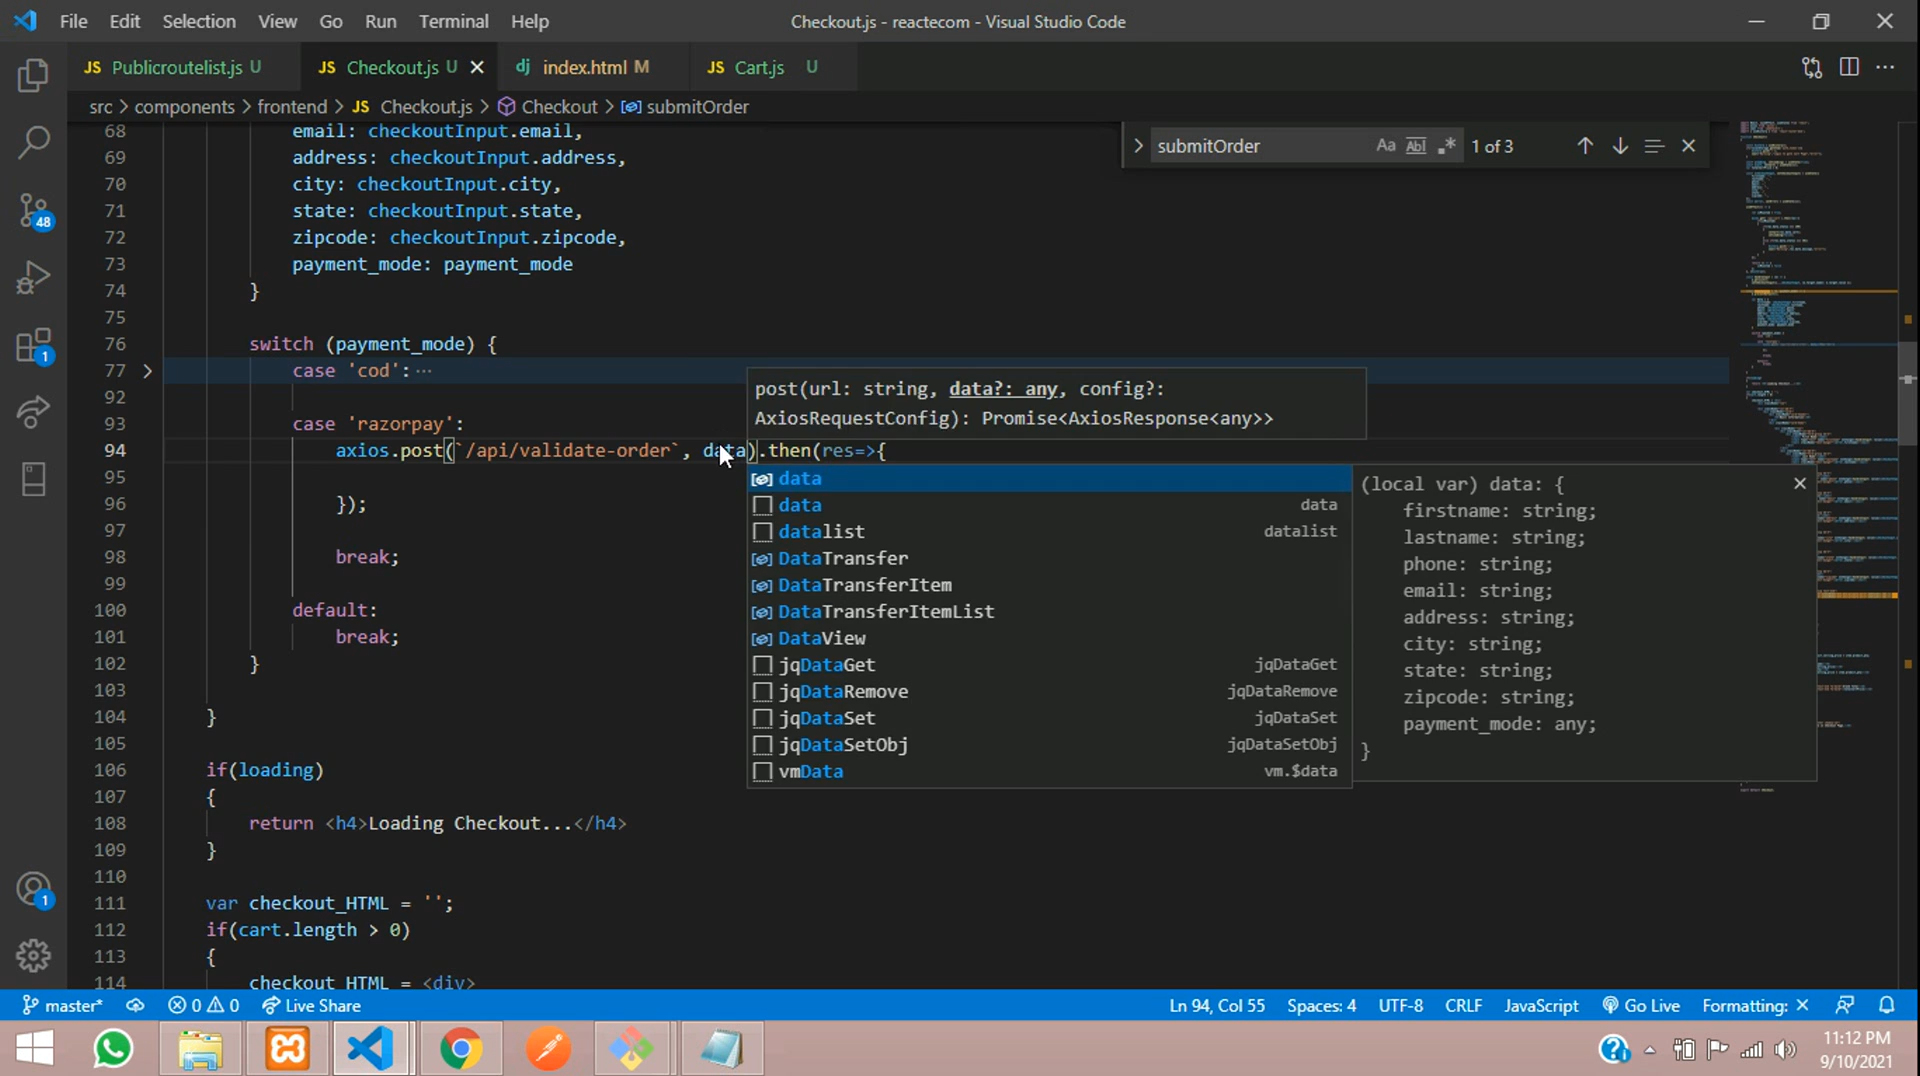 File Edit Selection View Go Run Terminal Help
Checkout.js - reactecom - Visual Studio Code
JS Publicroutelist.js U
JS Checkout.js U
dj index.html M
JS Cart.js U
src > components > frontend > JS Checkout.js > Checkout > submitOrder
submitOrder Aa Abl 1 of 3
68 email: checkoutInput.email,
69 address: checkoutInput.address,
70 city: checkoutInput.city,
71 state: checkoutInput.state,
72 zipcode: checkoutInput.zipcode,
73 payment_mode: payment_mode
74 }
75
76 switch (payment_mode) {
77 case 'cod': ...
92
93 case 'razorpay':
94 axios.post(`/api/validate-order`, data).then(res=>{
95
96 });
97
98 break;
99
100 default:
101 break;
102 }
103
104 }
105
106 if(loading)
107 {
108 return <h4>Loading Checkout...</h4>
109 }
110
111 var checkout_HTML = '';
112 if(cart.length > 0)
113 {
114 checkout_HTML = <div>
post(url: string, data?: any, config?:
AxiosRequestConfig): Promise<AxiosResponse<any>>
data
data data
datalist datalist
DataTransfer
DataTransferItem
DataTransferItemList
DataView
jqDataGet jqDataGet
jqDataRemove jqDataRemove
jqDataSet jqDataSet
jqDataSetObj jqDataSetObj
vmData vm.$data
(local var) data: {
firstname: string;
lastname: string;
phone: string;
email: string;
address: string;
city: string;
state: string;
zipcode: string;
payment_mode: any;
}
48
1
1
master* 0 0 Live Share
Ln 94, Col 55 Spaces: 4 UTF-8 CRLF JavaScript Go Live Formatting: ×
11:12 PM
9/10/2021